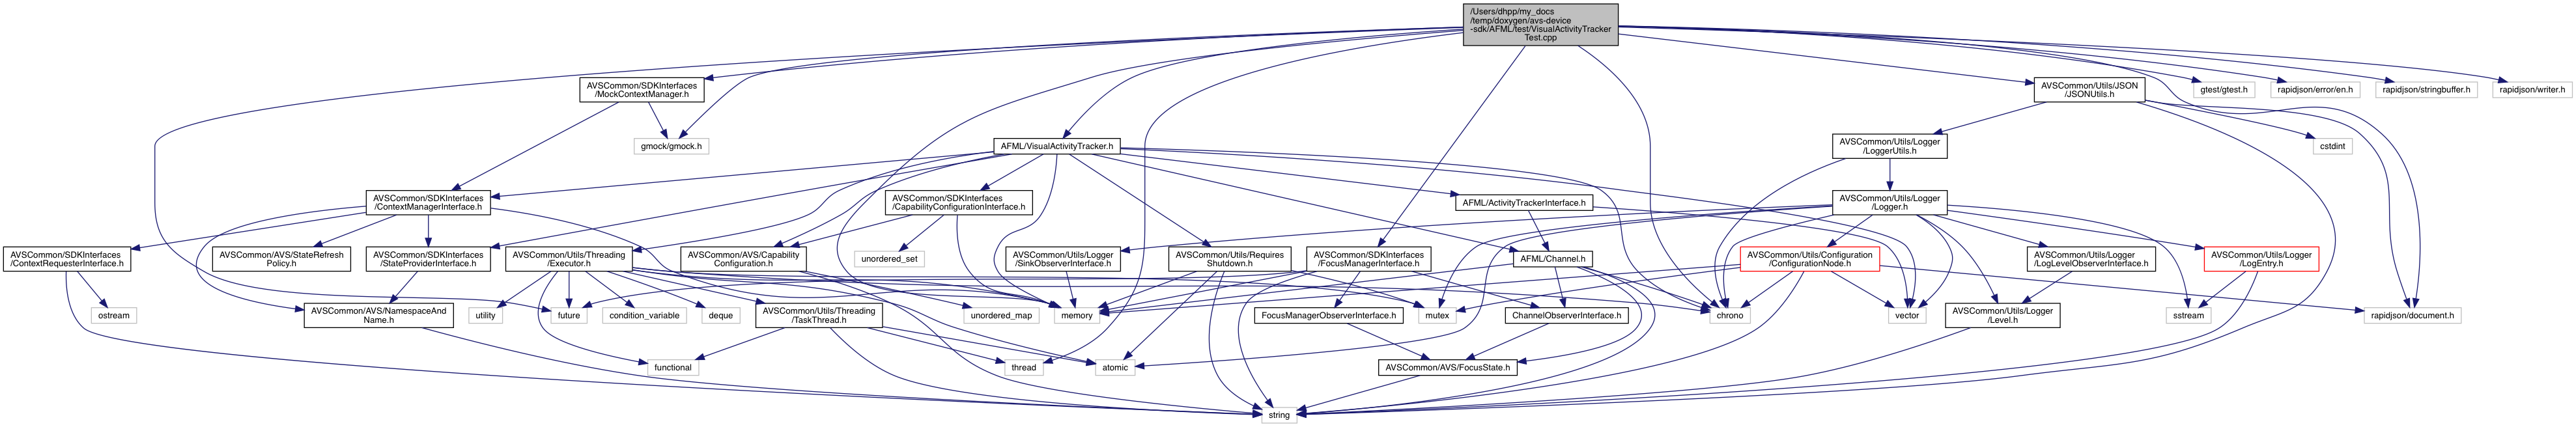 /Users/dhpp/my_docs
/temp/doxygen/avs-device
-sdk/AFML/test/VisualActivityTracker
Test.cpp
AVSCommon/SDKInterfaces
/MockContextManager.h
AVSCommon/Utils/JSON
/JSONUtils.h
gtest/gtest.h
rapidjson/error/en.h
rapidjson/stringbuffer.h
rapidjson/writer.h
gmock/gmock.h
AFML/VisualActivityTracker.h
AVSCommon/Utils/Logger
/LoggerUtils.h
cstdint
AVSCommon/SDKInterfaces
/ContextManagerInterface.h
AVSCommon/SDKInterfaces
/CapabilityConfigurationInterface.h
AFML/ActivityTrackerInterface.h
AVSCommon/Utils/Logger
/Logger.h
AVSCommon/SDKInterfaces
/ContextRequesterInterface.h
AVSCommon/AVS/StateRefresh
Policy.h
AVSCommon/SDKInterfaces
/StateProviderInterface.h
AVSCommon/Utils/Threading
/Executor.h
AVSCommon/AVS/Capability
Configuration.h
unordered_set
AVSCommon/Utils/Logger
/SinkObserverInterface.h
AVSCommon/Utils/Requires
Shutdown.h
AVSCommon/SDKInterfaces
/FocusManagerInterface.h
AFML/Channel.h
AVSCommon/Utils/Configuration
/ConfigurationNode.h
AVSCommon/Utils/Logger
/LogLevelObserverInterface.h
AVSCommon/Utils/Logger
/LogEntry.h
ostream
AVSCommon/AVS/NamespaceAnd
Name.h
utility
future
condition_variable
deque
AVSCommon/Utils/Threading
/TaskThread.h
unordered_map
memory
FocusManagerObserverInterface.h
mutex
ChannelObserverInterface.h
chrono
vector
AVSCommon/Utils/Logger
/Level.h
sstream
rapidjson/document.h
functional
thread
atomic
AVSCommon/AVS/FocusState.h
string